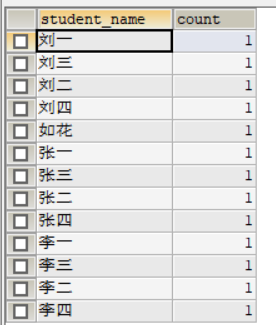 student_name count
刘一 1
刘三 1
刘二 1
刘四 1
如花 1
张一 1
张三 1
张二 1
张四 1
李一 1
李三 1
李二 1
李四 1